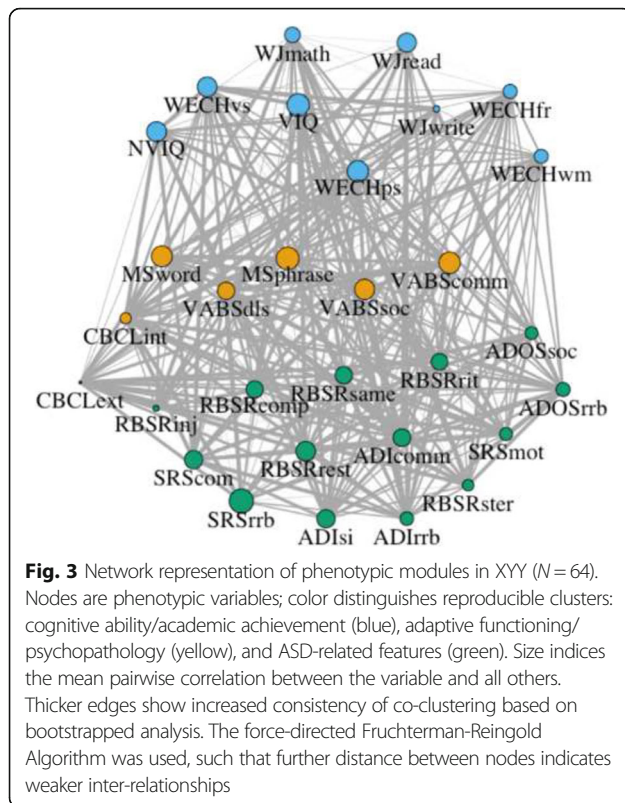 WJmath
WJread
WECHvs
VIQ
WJwrite
WECHfr
NVIQ
WECHps
WECHwm
MSword
MSphrase
VABScomm
VABSdls
VABSsoc
CBCLint
ADOSsoc
CBCLext
RBSRcomp
RBSRsame
RBSRrit
ADOSrrb
RBSRinj
SRScom
RBSRrest
ADIcomm
SRSmot
RBSRster
SRSrrb
ADIsi
ADIrrb
Fig. 3 Network representation of phenotypic modules in XYY (N = 64).
Nodes are phenotypic variables; color distinguishes reproducible clusters:
cognitive ability/academic achievement (blue), adaptive functioning/
psychopathology (yellow), and ASD-related features (green). Size indices
the mean pairwise correlation between the variable and all others.
Thicker edges show increased consistency of co-clustering based on
bootstrapped analysis. The force-directed Fruchterman-Reingold
Algorithm was used, such that further distance between nodes indicates
weaker inter-relationships